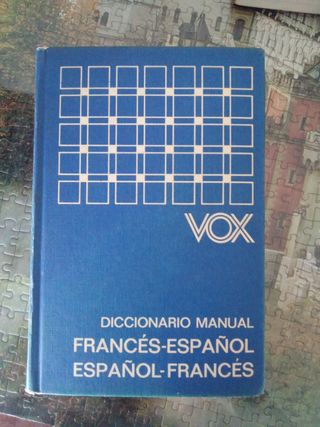 VOX
DICCIONARIO MANUAL
FRANCÉS-ESPAÑOL
ESPAÑOL-FRANCÉS